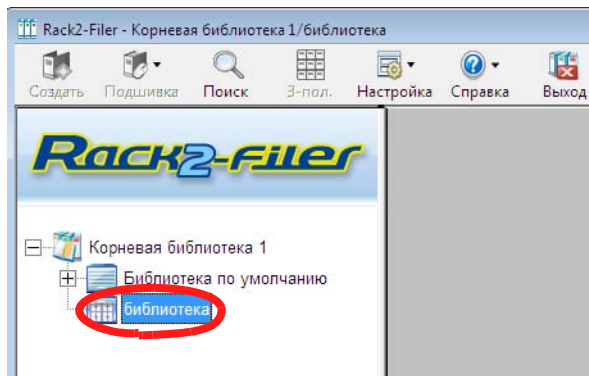 Rack2-Filer - Корневая библиотека 1/библиотека
Создать Подшивка Поиск 3-пол. Настройка Справка Выход
Rack2-Filer
Корневая библиотека 1
Библиотека по умолчанию
библиотека